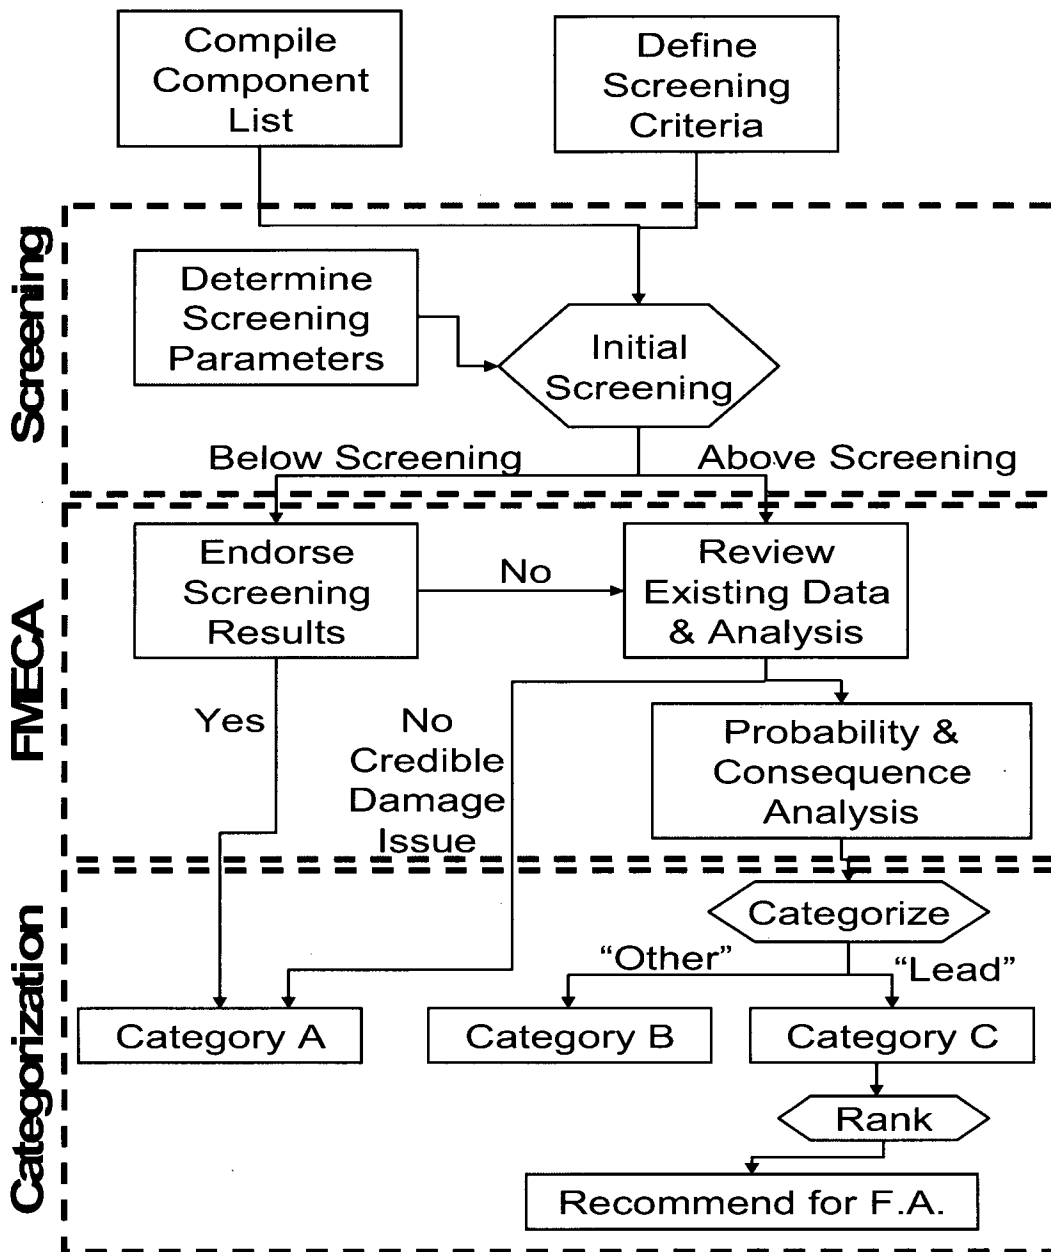 Compile
Component
List
Define
Screening
Criteria
Screening
Determine
Screening
Parameters
Initial
Screening
Below Screening
Above Screening
FMECA
Endorse
Screening
Results
No
Review
Existing Data
& Analysis
Yes
No
Credible
Damage
Issue
Probability &
Consequence
Analysis
Categorization
Categorize
“Other”
“Lead”
Category A
Category B
Category C
Rank
Recommend for F.A.